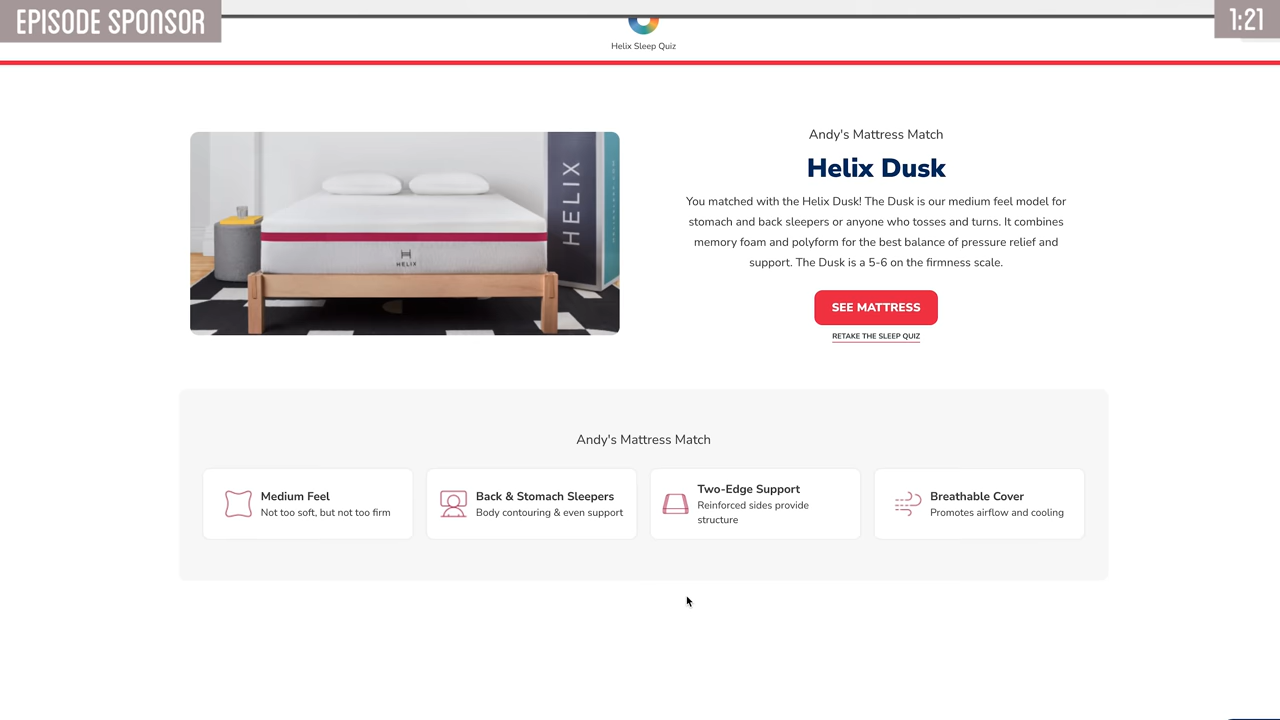 EPISODE SPONSOR
1:21
Helix Sleep Quiz
HELIX
HELIX
Andy's Mattress Match
Helix Dusk
You matched with the Helix Dusk! The Dusk is our medium feel model for
stomach and back sleepers or anyone who tosses and turns. It combines
memory foam and polyform for the best balance of pressure relief and
support. The Dusk is a 5-6 on the firmness scale.
SEE MATTRESS
RETAKE THE SLEEP QUIZ
Andy's Mattress Match
Medium Feel
Not too soft, but not too firm
Back & Stomach Sleepers
Body contouring & even support
Two-Edge Support
Reinforced sides provide
structure
Breathable Cover
Promotes airflow and cooling